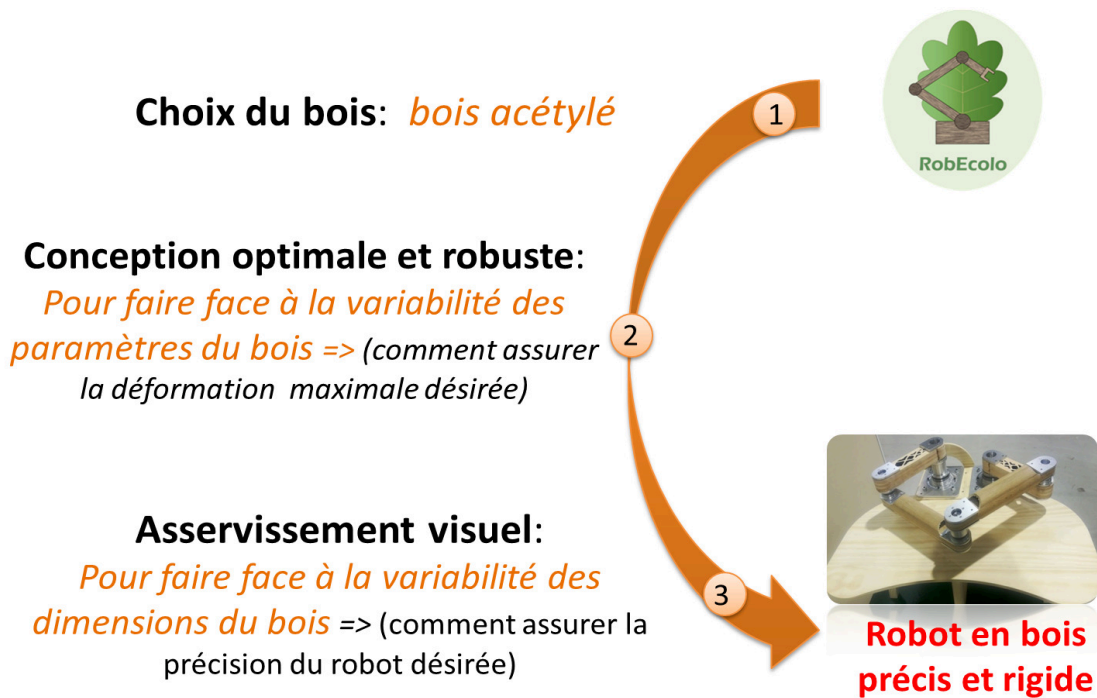 Choix du bois: bois acétylé
1
RobEcolo
Conception optimale et robuste:
Pour faire face à la variabilité des
paramètres du bois => (comment assurer
la déformation maximale désirée)
2
Asservissement visuel:
Pour faire face à la variabilité des
dimensions du bois => (comment assurer la
précision du robot désirée)
3
Robot en bois
précis et rigide